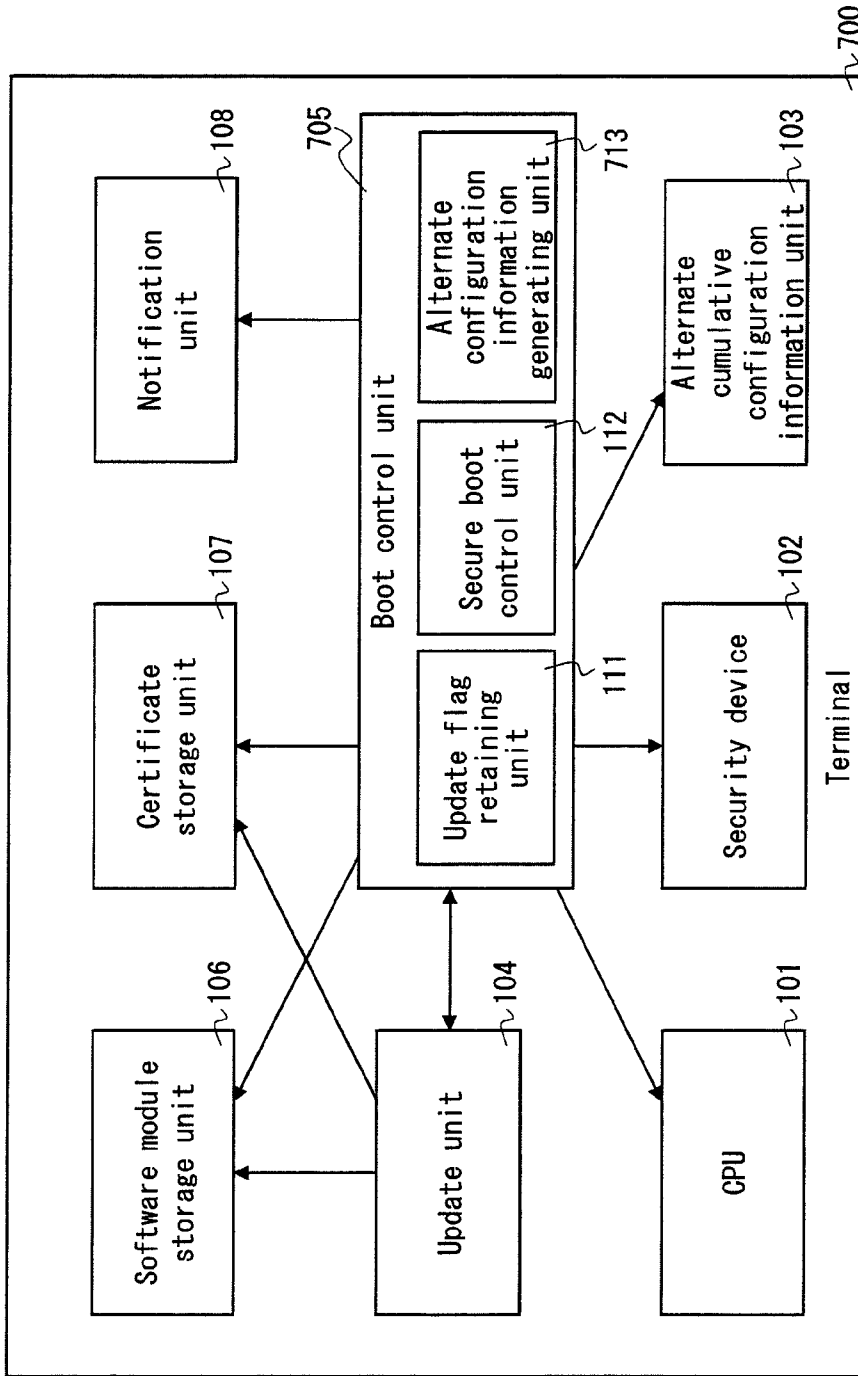 Software module
storage unit
106
Certificate
storage unit
107
Notification
unit
108
Update unit
104
Boot control unit
705
Update flag
retaining
unit
111
Secure boot
control unit
112
Alternate
configuration
information
generating unit
713
CPU
101
Security device
102
Alternate
cumulative
configuration
information unit
103
Terminal
700